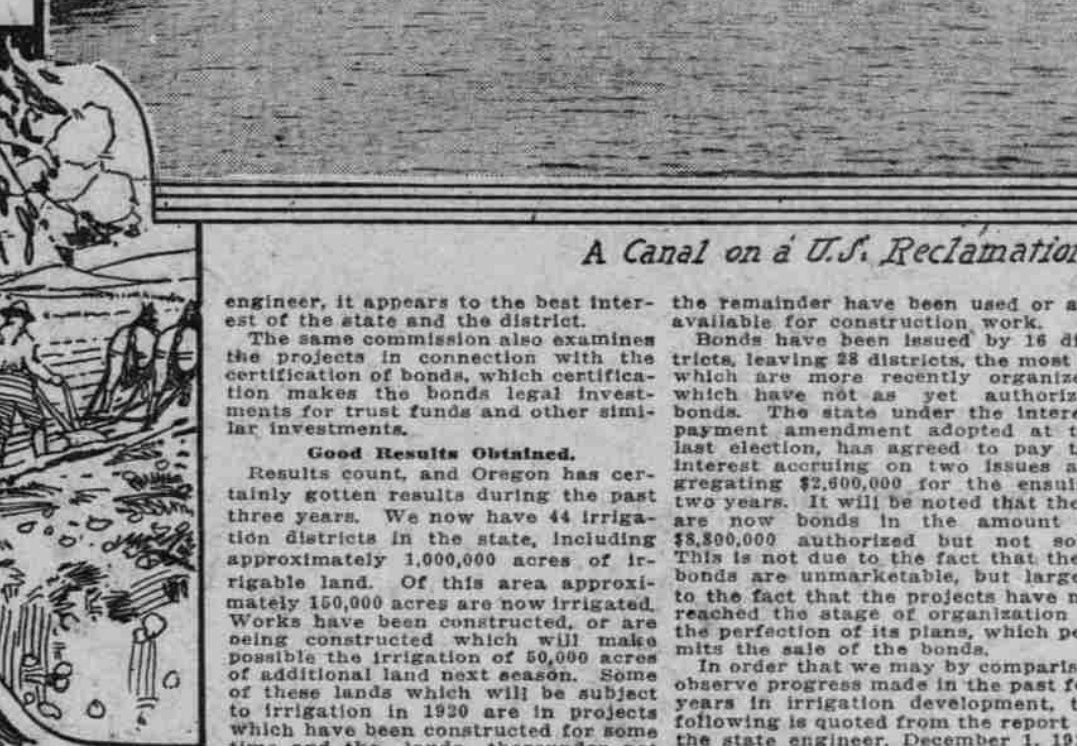 A Canal on a U.S. Reclamation
engineer, it appears to the best inter-
est of the state and the district.
The same commission also examines
the projects in connection with the
certification of bonds, which certifica-
tion makes the bonds legal invest-
ments for trust funds and other simi-
lar investments.
Good Results Obtained.
Results count, and Oregon has cer-
tainly gotten results during the past
three years. We now have 44 irriga-
tion districts in the state, including
approximately 1,000,000 acres of ir-
rigable land. Of this area approxi-
mately 150,000 acres are now irrigated.
Works have been constructed, or are
being constructed which will make
possible the irrigation of 50,000 acres
of additional land next season. Some
of these lands which will be subject
to irrigation in 1920 are in projects
which have been constructed for some
time and the lands thereunder not
the remainder have been used or a
available for construction work.
Bonds have been issued by 16 di
tricts, leaving 28 districts, the most
which are more recently organize
which have not as yet authoriz
bonds. The state under the intere
payment amendment adopted at t
last election, has agreed to pay t
interest accruing on two issues a
gregating $2,600,000 for the ensui
two years. It will be noted that the
are now bonds in the amount
$8,800,000 authorized but not so
This is not due to the fact that the
bonds are unmarketable, but large
to the fact that the projects have n
reached the stage of organization
the perfection of its plans, which pe
mits the sale of the bonds.
In order that we may by comparis
observe progress made in the past fe
years in irrigation development, t
following is quoted from the report
the state engineer, December 1, 191